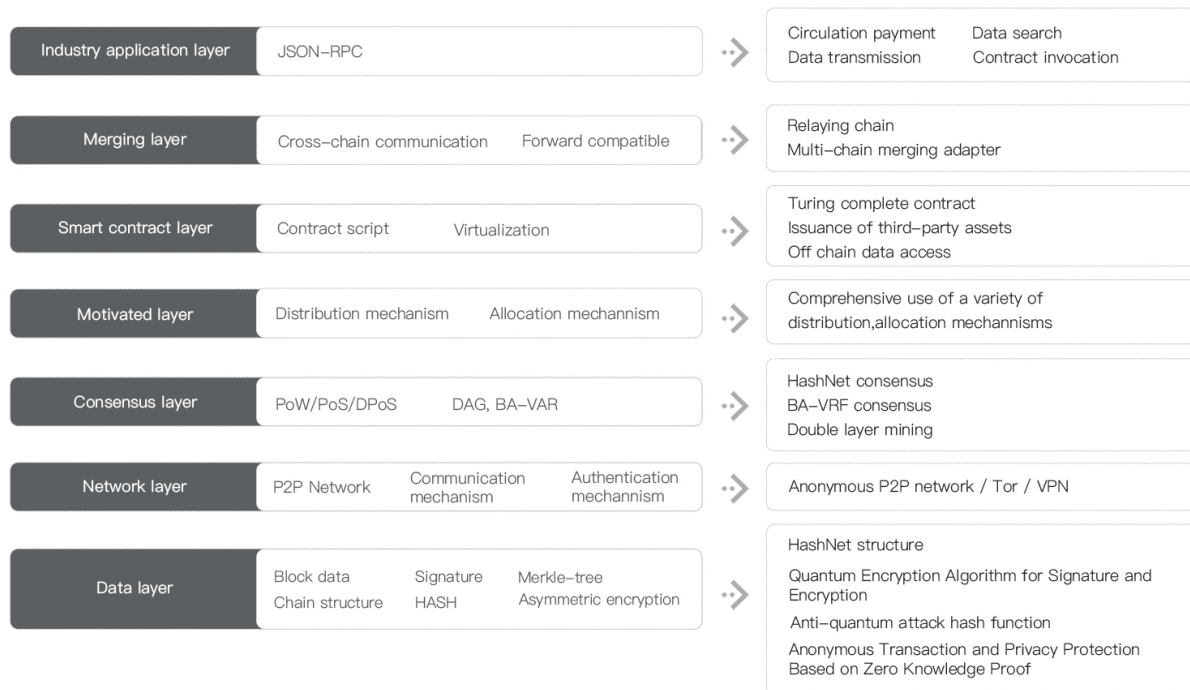 Industry application layer
JSON-RPC
Circulation payment Data search
Data transmission Contract invocation
Merging layer
Cross-chain communication Forward compatible
Relaying chain
Multi-chain merging adapter
Smart contract layer
Contract script Virtualization
Turing complete contract
Issuance of third-party assets
Off chain data access
Motivated layer
Distribution mechanism Allocation mechannism
Comprehensive use of a variety of
distribution,allocation mechannisms
Consensus layer
PoW/PoS/DPoS DAG, BA-VAR
HashNet consensus
BA-VRF consensus
Double layer mining
Network layer
P2P Network
Communication
mechanism
Authentication
mechannism
Anonymous P2P network / Tor / VPN
Data layer
Block data Signature Merkle-tree
Chain structure HASH Asymmetric encryption
HashNet structure
Quantum Encryption Algorithm for Signature and
Encryption
Anti-quantum attack hash function
Anonymous Transaction and Privacy Protection
Based on Zero Knowledge Proof